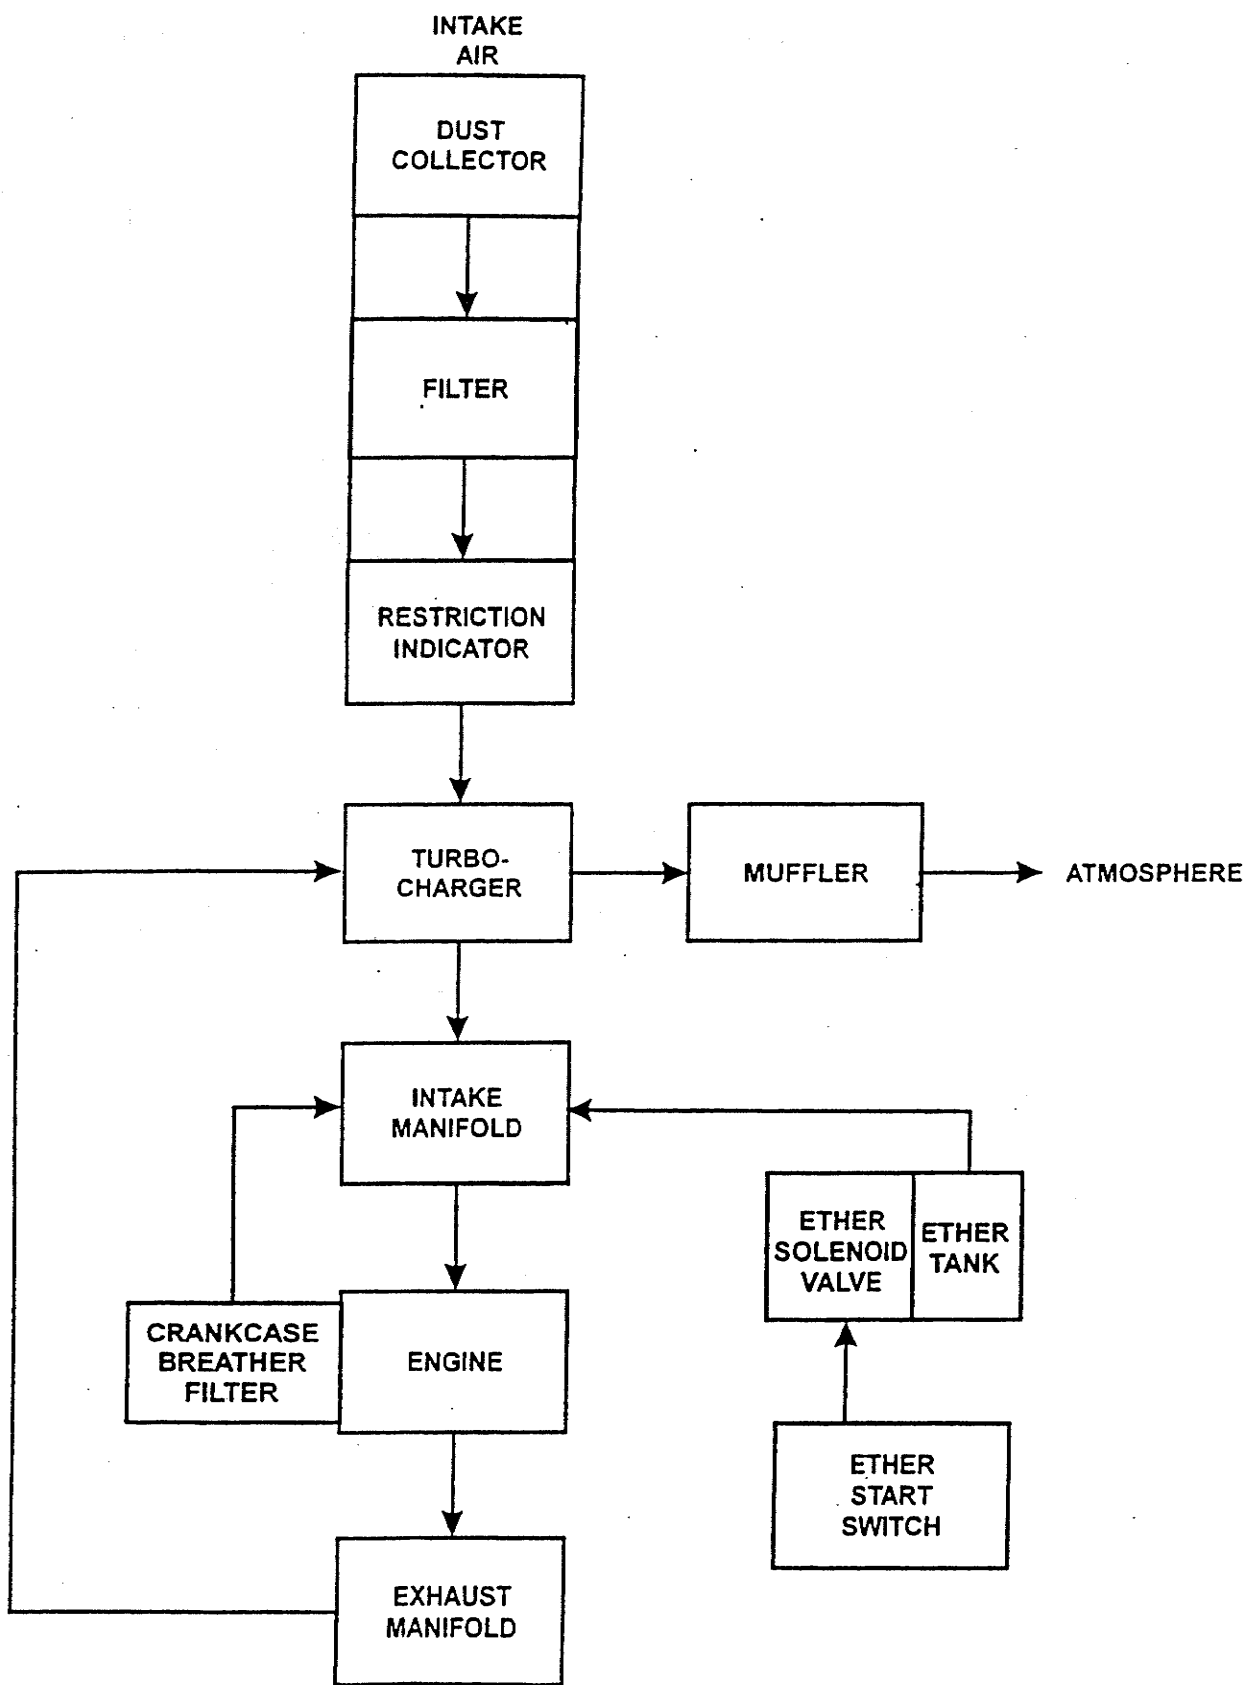 INTAKE
AIR
DUST
COLLECTOR
FILTER
RESTRICTION
INDICATOR
TURBO-
CHARGER
MUFFLER
ATMOSPHERE
INTAKE
MANIFOLD
ETHER
SOLENOID
VALVE
ETHER
TANK
CRANKCASE
BREATHER
FILTER
ENGINE
ETHER
START
SWITCH
EXHAUST
MANIFOLD